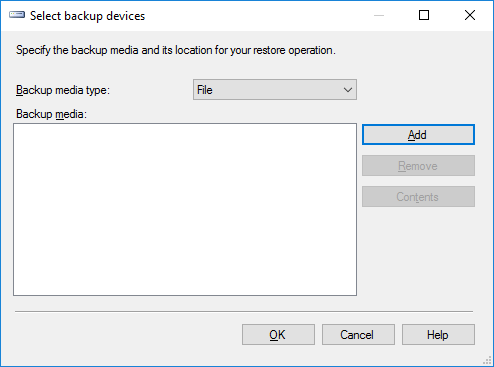 Select backup devices
Specify the backup media and its location for your restore operation.
Backup media type:
File
Backup media:
Add
Remove
Contents
OK
Cancel
Help